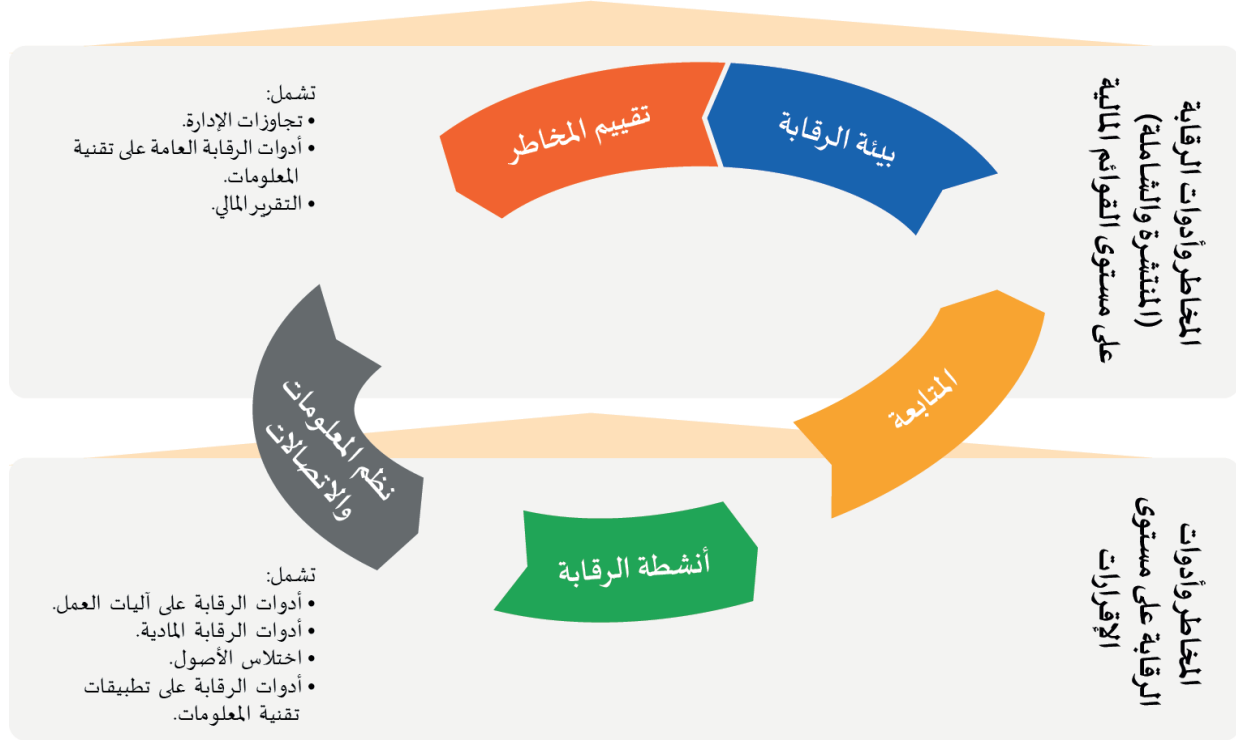 المخاطر وأدوات الرقابة
(المنتشرة والشاملة)
على مستوى القوائم المالية
بيئة الرقابة
تقييم المخاطر
تشمل:
• تجاوزات الإدارة.
• أدوات الرقابة العامة على تقنية
المعلومات.
• التقرير المالي.
المتابعة
نظم المعلومات
والاتصالات
أنشطة الرقابة
المخاطر وأدوات
الرقابة على مستوى
الإقرارات
تشمل:
• أدوات الرقابة على آليات العمل.
• أدوات الرقابة المادية.
• اختلاس الأصول.
• أدوات الرقابة على تطبيقات
تقنية المعلومات.